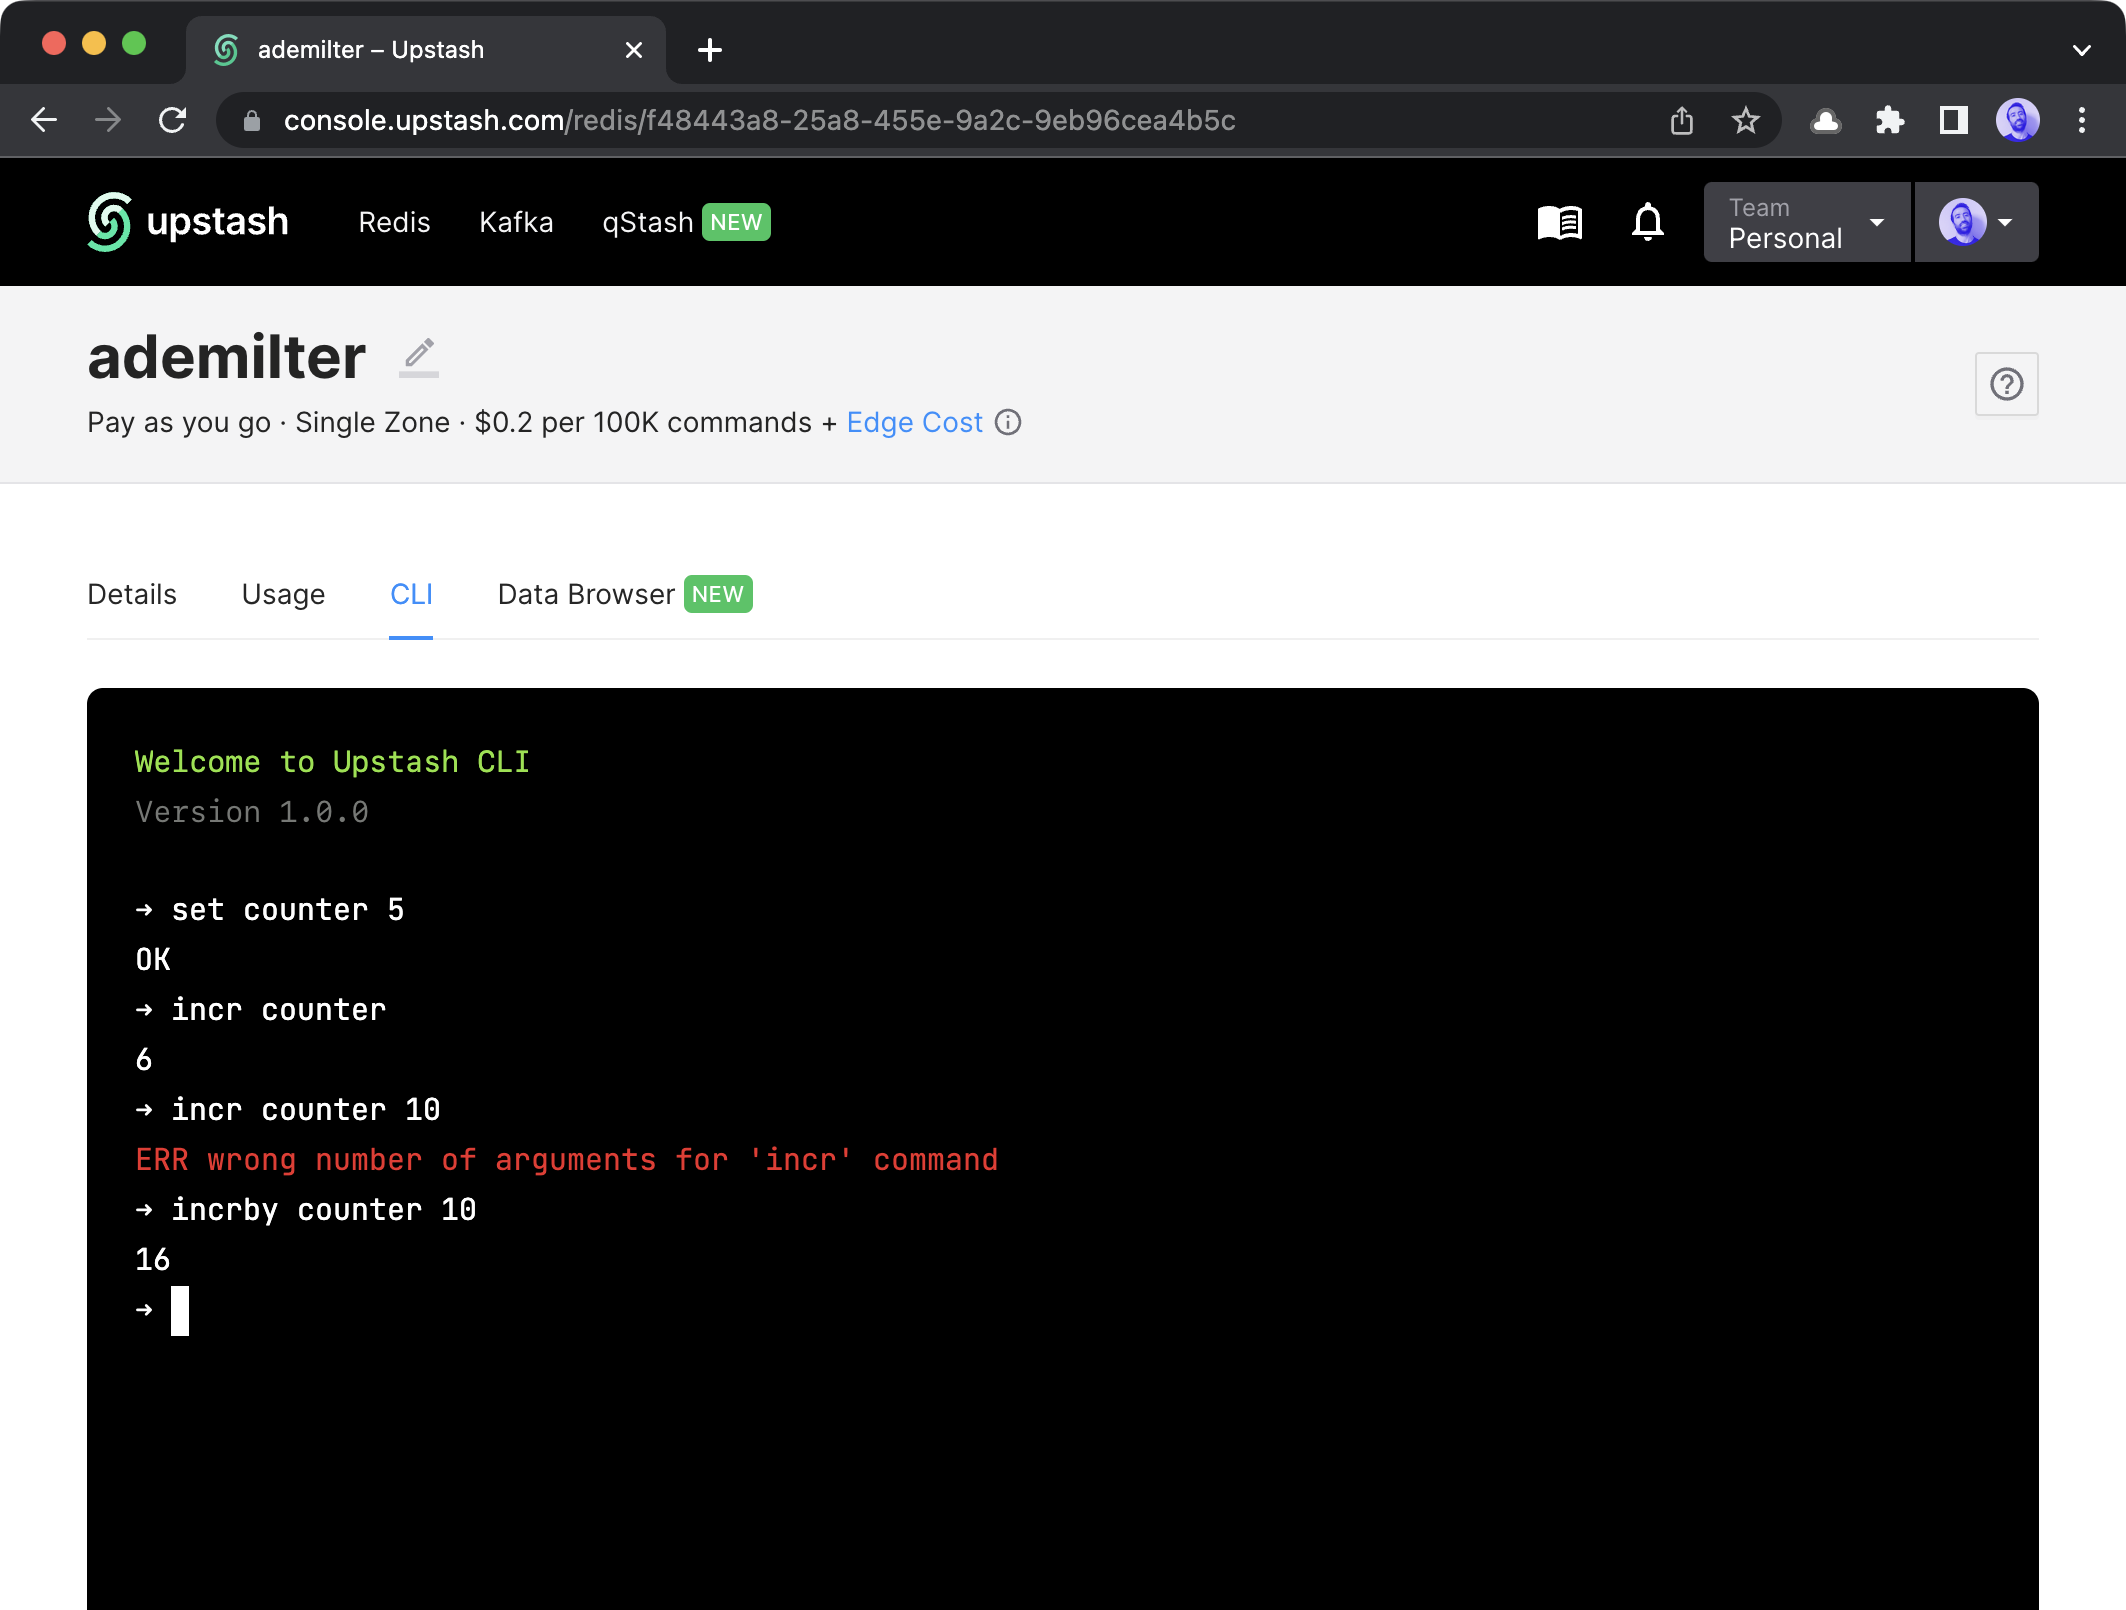 ademilter – Upstash
console.upstash.com/redis/f48443a8-25a8-455e-9a2c-9eb96cea4b5c
upstash Redis Kafka qStash NEW Team
Personal
ademilter
Pay as you go · Single Zone · $0.2 per 100K commands + Edge Cost
Details Usage CLI Data Browser NEW
Welcome to Upstash CLI
Version 1.0.0
→ set counter 5
OK
→ incr counter
6
→ incr counter 10
ERR wrong number of arguments for 'incr' command
→ incrby counter 10
16
→